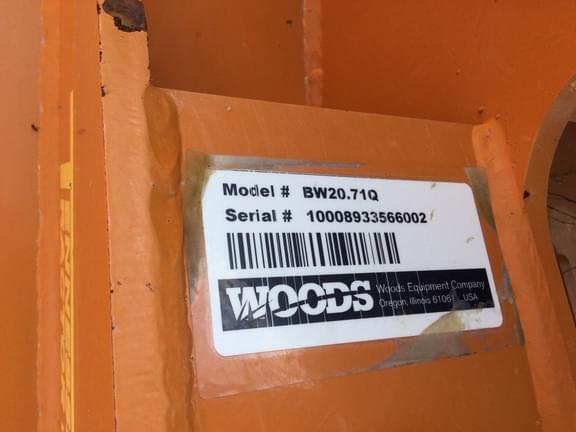 Model # BW20.71Q
Serial # 10008933566002
WOODS
Woods Equipment Company
Oregon, Illinois 61061 USA